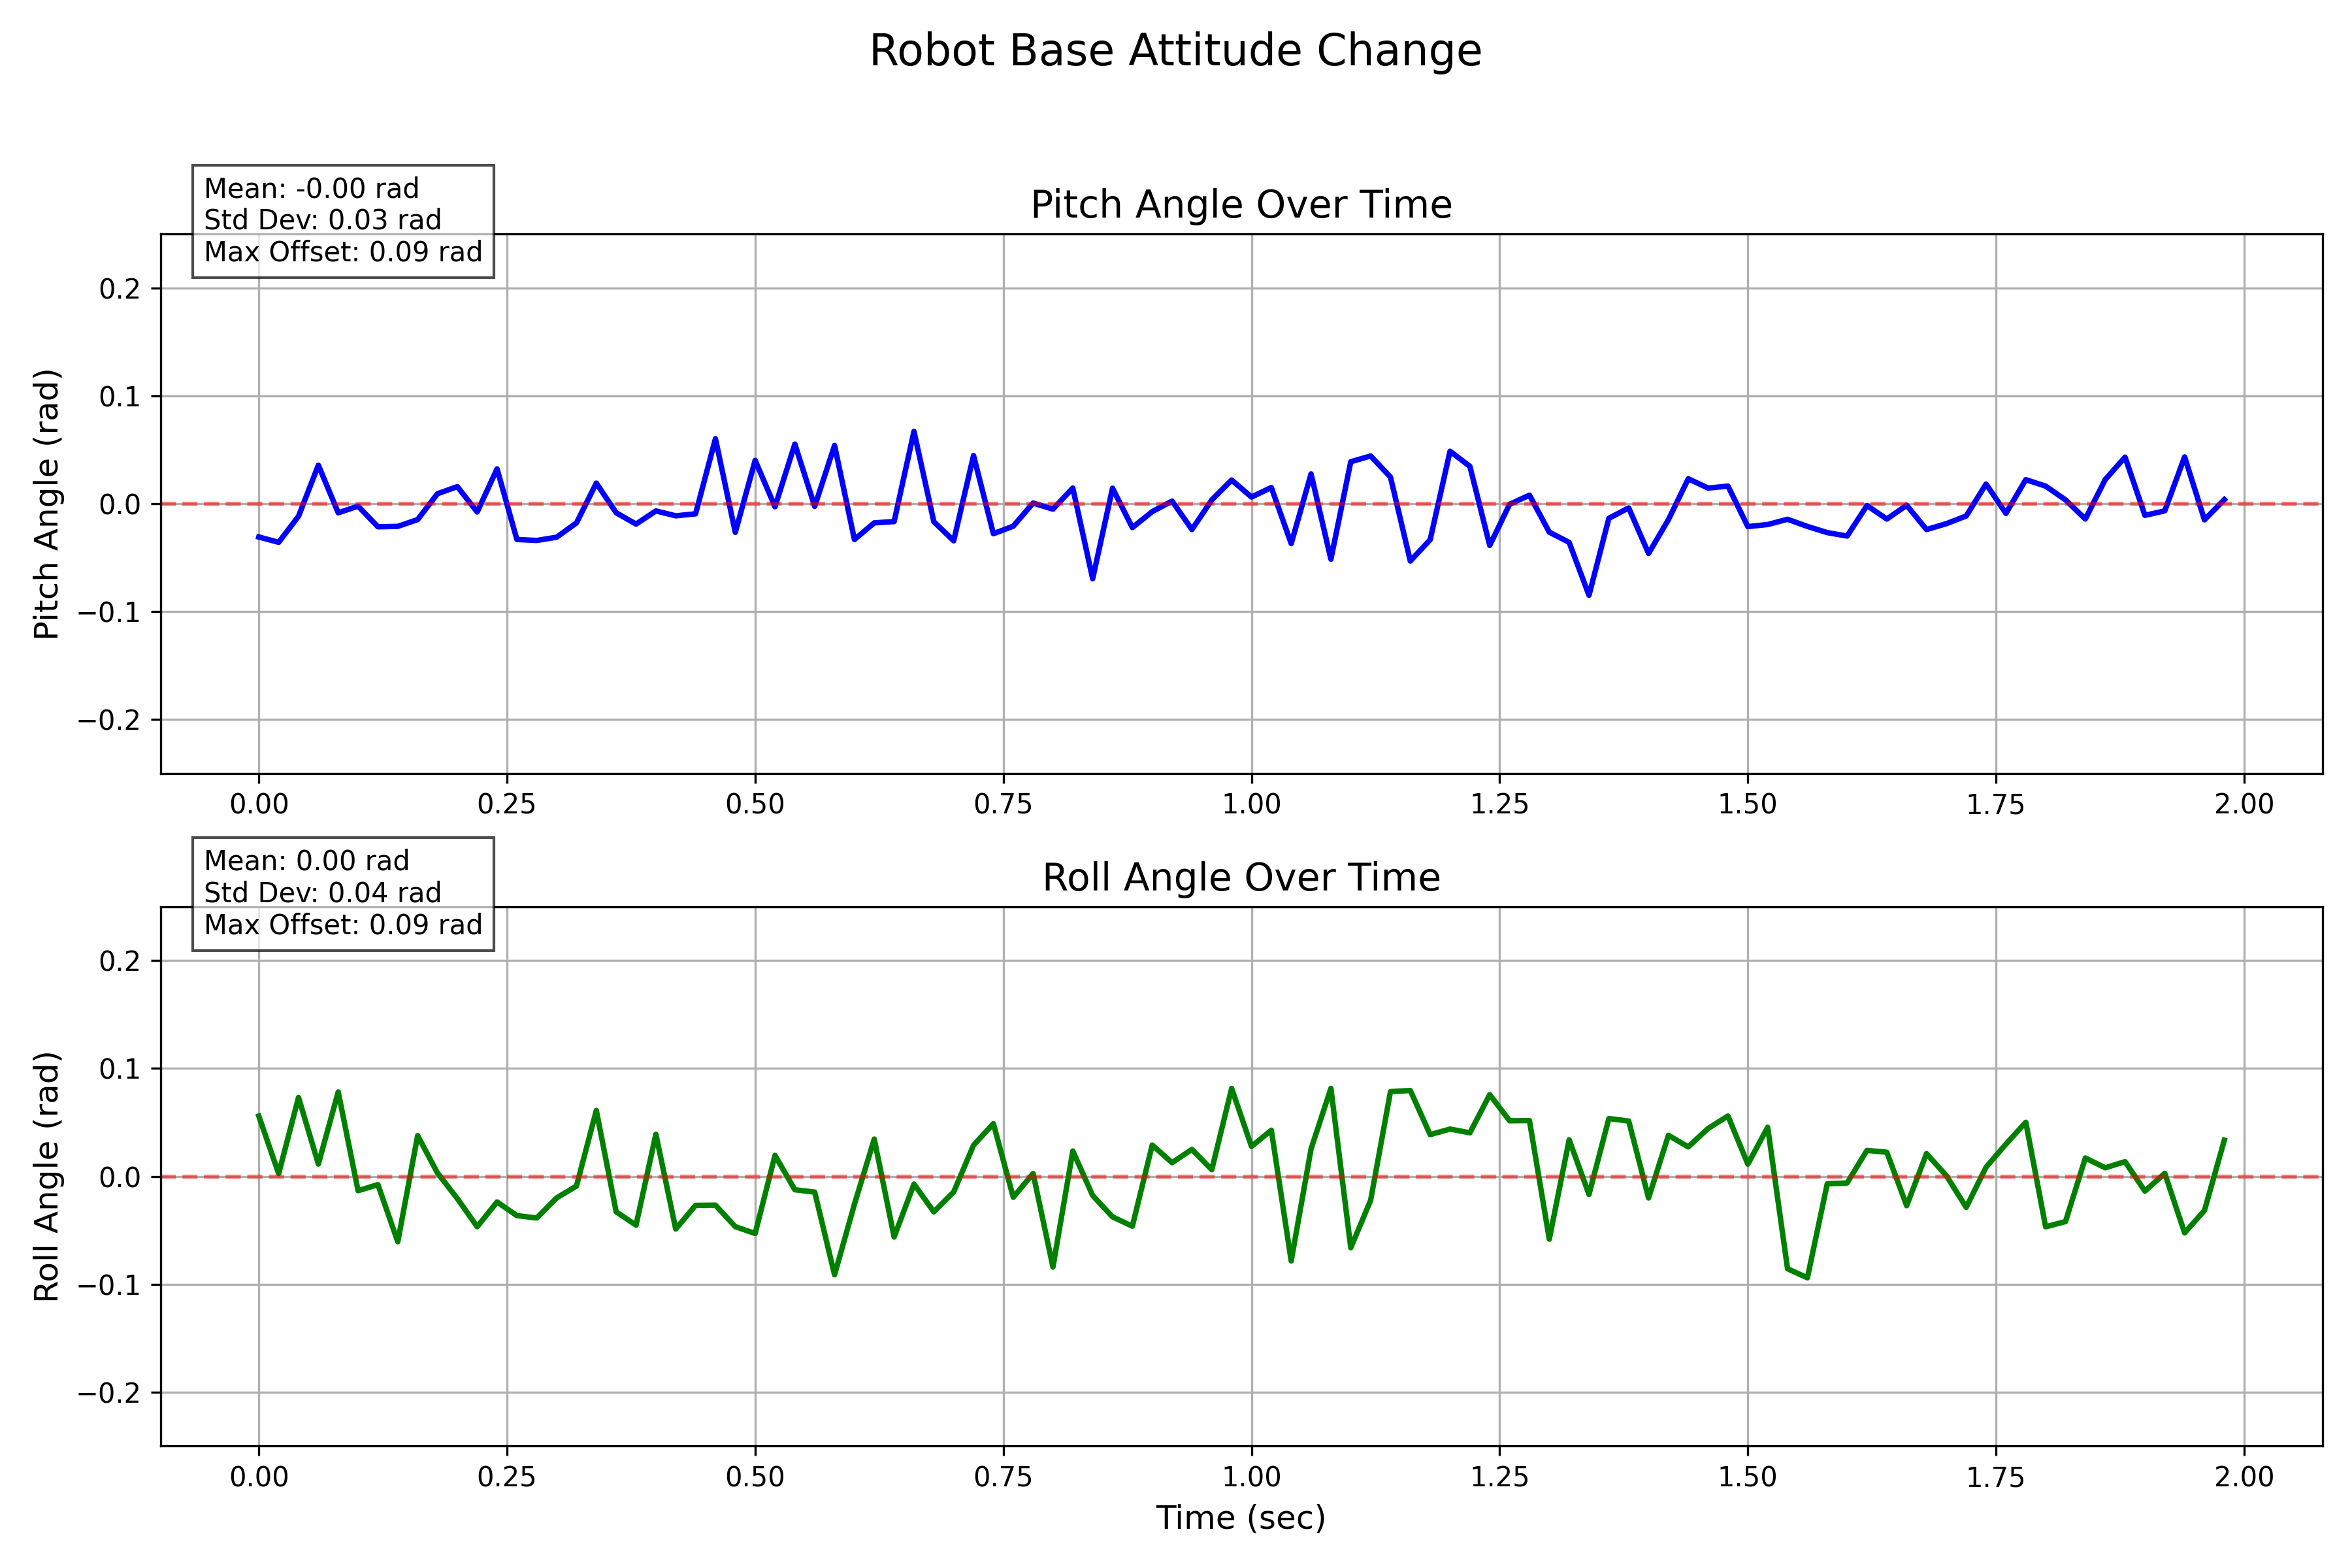 Robot Base Attitude Change
Mean: -0.00 rad
Std Dev: 0.03 rad
Max Offset: 0.09 rad
Pitch Angle Over Time
Pitch Angle (rad)
0.2
0.1
0.0
−0.1
−0.2
0.00 0.25 0.50 0.75 1.00 1.25 1.50 1.75 2.00
Mean: 0.00 rad
Std Dev: 0.04 rad
Max Offset: 0.09 rad
Roll Angle Over Time
Roll Angle (rad)
0.2
0.1
0.0
−0.1
−0.2
0.00 0.25 0.50 0.75 1.00 1.25 1.50 1.75 2.00
Time (sec)